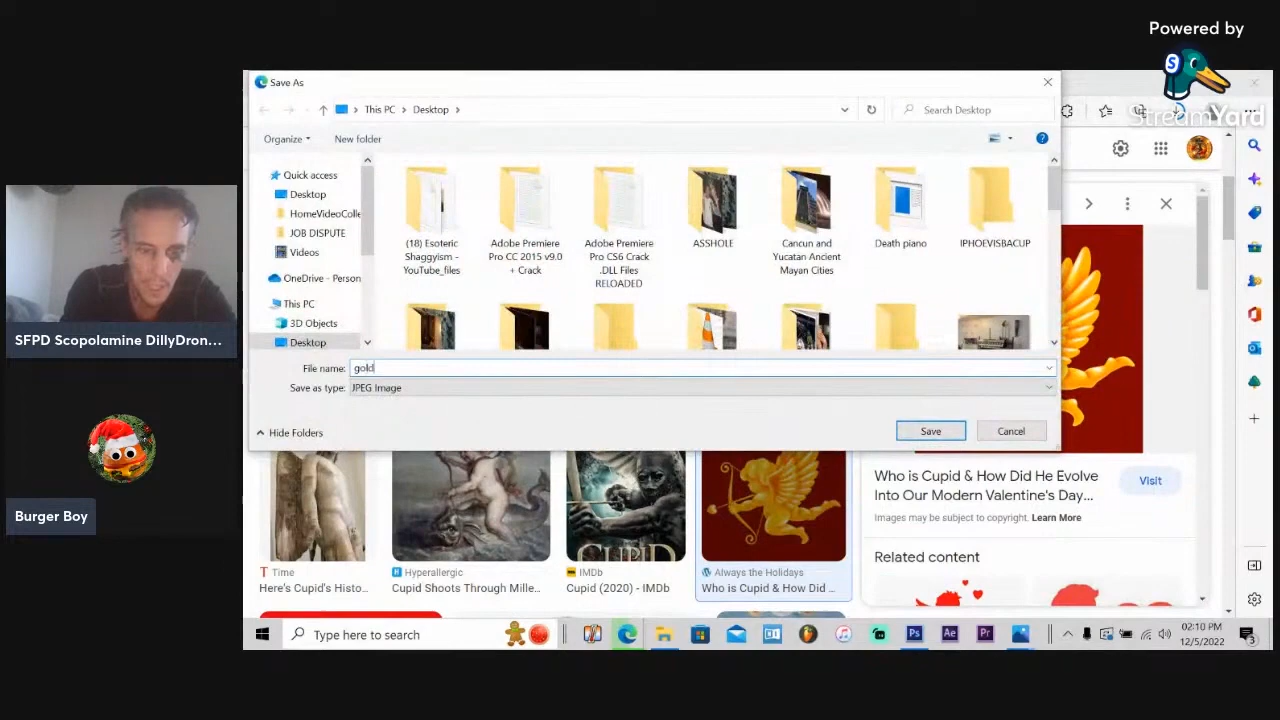 Powered by
StreamYard
Save As
This PC > Desktop >
Search Desktop
Organize
New folder
Quick access
Desktop
HomeVideoColle
JOB DISPUTE
Videos
OneDrive - Person
This PC
3D Objects
Desktop
(18) Esoteric
Shaggyism -
YouTube_files
Adobe Premiere
Pro CC 2015 v9.0
+ Crack
Adobe Premiere
Pro CS6 Crack
.DLL Files
RELOADED
ASSHOLE
Cancun and
Yucatan Ancient
Mayan Cities
Death piano
IPHOEVISBACUP
File name: gold
Save as type: JPEG Image
Hide Folders
Save
Cancel
SFPD Scopolamine DillyDron...
Burger Boy
CUPID
Time
Here's Cupid's Histo...
Hyperallergic
Cupid Shoots Through Mille...
IMDb
Cupid (2020) - IMDb
Always the Holidays
Who is Cupid & How Did ...
Who is Cupid & How Did He Evolve
Into Our Modern Valentine's Day...
Visit
Images may be subject to copyright. Learn More
Related content
Type here to search
Ps
Ae
Pr
02:10 PM
12/5/2022
3